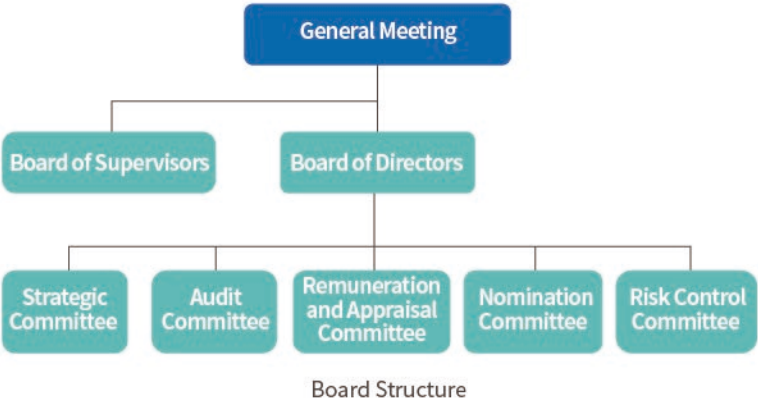 General Meeting
Board of Supervisors
Board of Directors
Strategic
Committee
Audit
Committee
Remuneration
and Appraisal
Committee
Nomination
Committee
Risk Control
Committee
Board Structure